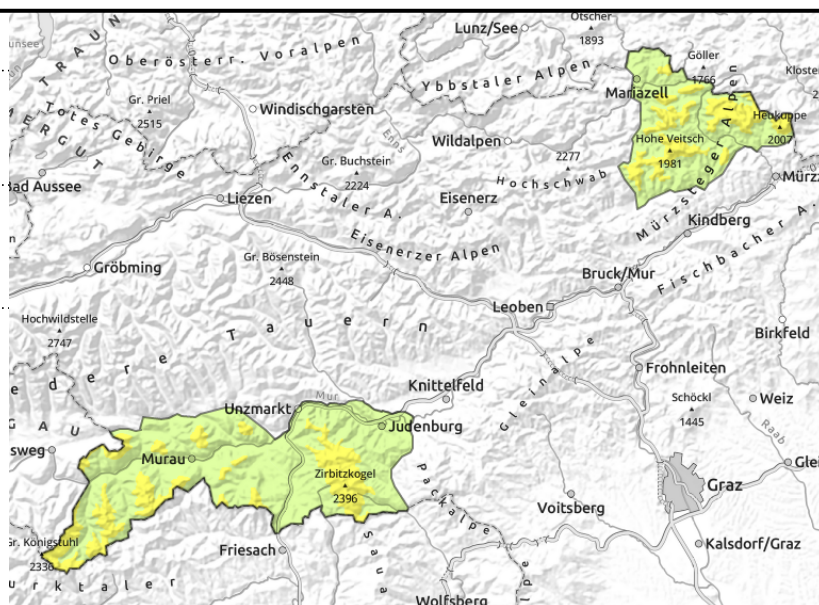 Lunz/See
Ötscher
1893
T R A U N
Oberösterr. Voralpen
Göller
1766
Ybbstaler Alpen
Mariazell
Gr. Priel
2515
Windischgarsten
Totes Gebirge
Enns
Wildalpen
Heukuppe
2007
Hohe Veitsch
1981
Mürzsteger Alpen
Gr. Buchstein
2224
2277
Hochschwab
Bad Aussee
Liezen
Ennstaler A.
Eisenerz
Kindberg
Fischbacher A.
Eisenerzer Alpen
Gröbming
Gr. Bösenstein
2448
Bruck/Mur
Leoben
Hochwildstelle
2747
Birkfeld
Gleinalpe
Frohnleiten
Knittelfeld
Schöckl
1445
Weiz
Mur
Unzmarkt
Judenburg
Raab
Murau
Zirbitzkogel
2396
Packalpe
Graz
Voitsberg
Gr. Königstuhl
2336
Friesach
Kalsdorf/Graz
Wolfsberg